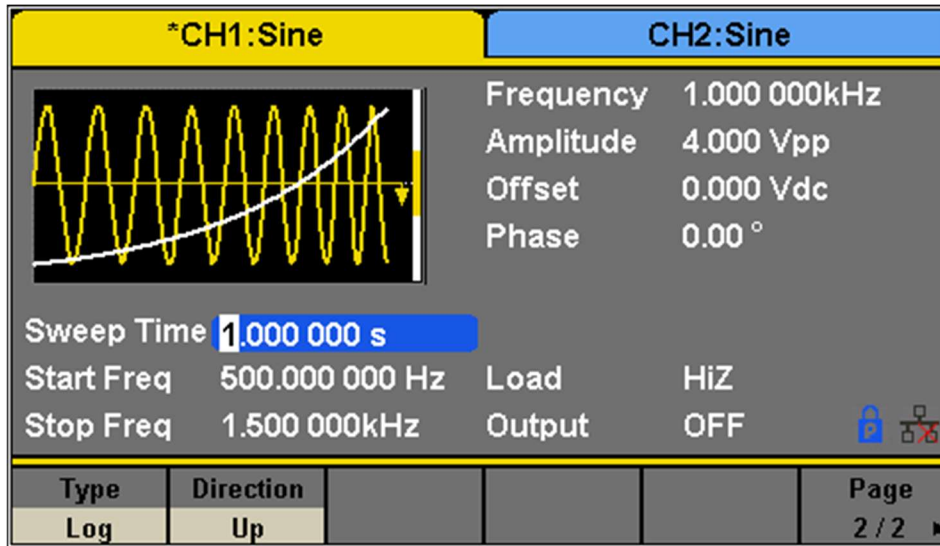 *CH1:Sine
CH2:Sine
Frequency 1.000 000kHz
Amplitude 4.000 Vpp
Offset 0.000 Vdc
Phase 0.00 °
Sweep Time 1.000 000 s
Start Freq 500.000 000 Hz
Load HiZ
Stop Freq 1.500 000kHz
Output OFF
P
Type
Log
Direction
Up
Page
2 / 2